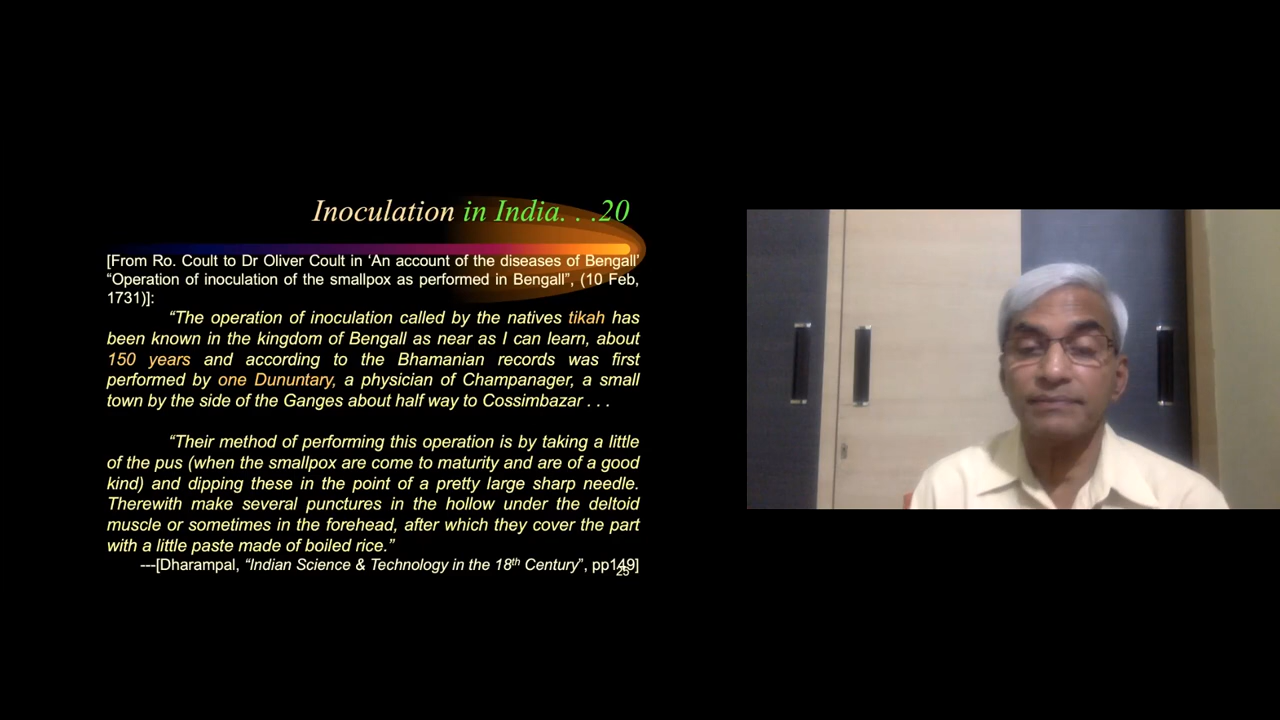 Inoculation in India. . .20
[From Ro. Coult to Dr Oliver Coult in ‘An account of the diseases of Bengall’
“Operation of inoculation of the smallpox as performed in Bengall”, (10 Feb,
1731)]:
“The operation of inoculation called by the natives tikah has
been known in the kingdom of Bengall as near as I can learn, about
150 years and according to the Bhamanian records was first
performed by one Dununtary, a physician of Champanager, a small
town by the side of the Ganges about half way to Cossimbazar . . .
“Their method of performing this operation is by taking a little
of the pus (when the smallpox are come to maturity and are of a good
kind) and dipping these in the point of a pretty large sharp needle.
Therewith make several punctures in the hollow under the deltoid
muscle or sometimes in the forehead, after which they cover the part
with a little paste made of boiled rice.”
---[Dharampal, “Indian Science & Technology in the 18th Century”, pp149]
25